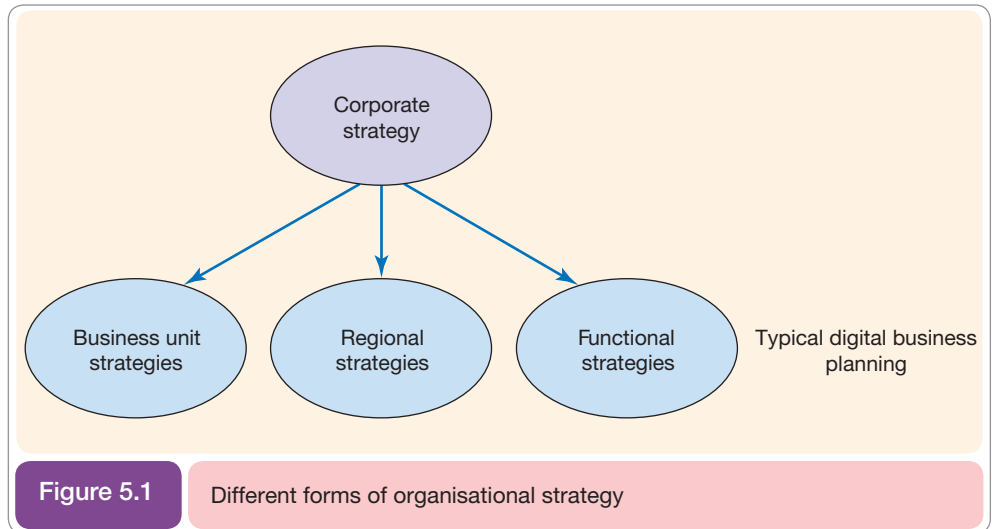 Corporate
strategy
Business unit
strategies
Regional
strategies
Functional
strategies
Typical digital business
planning
Figure 5.1
Different forms of organisational strategy